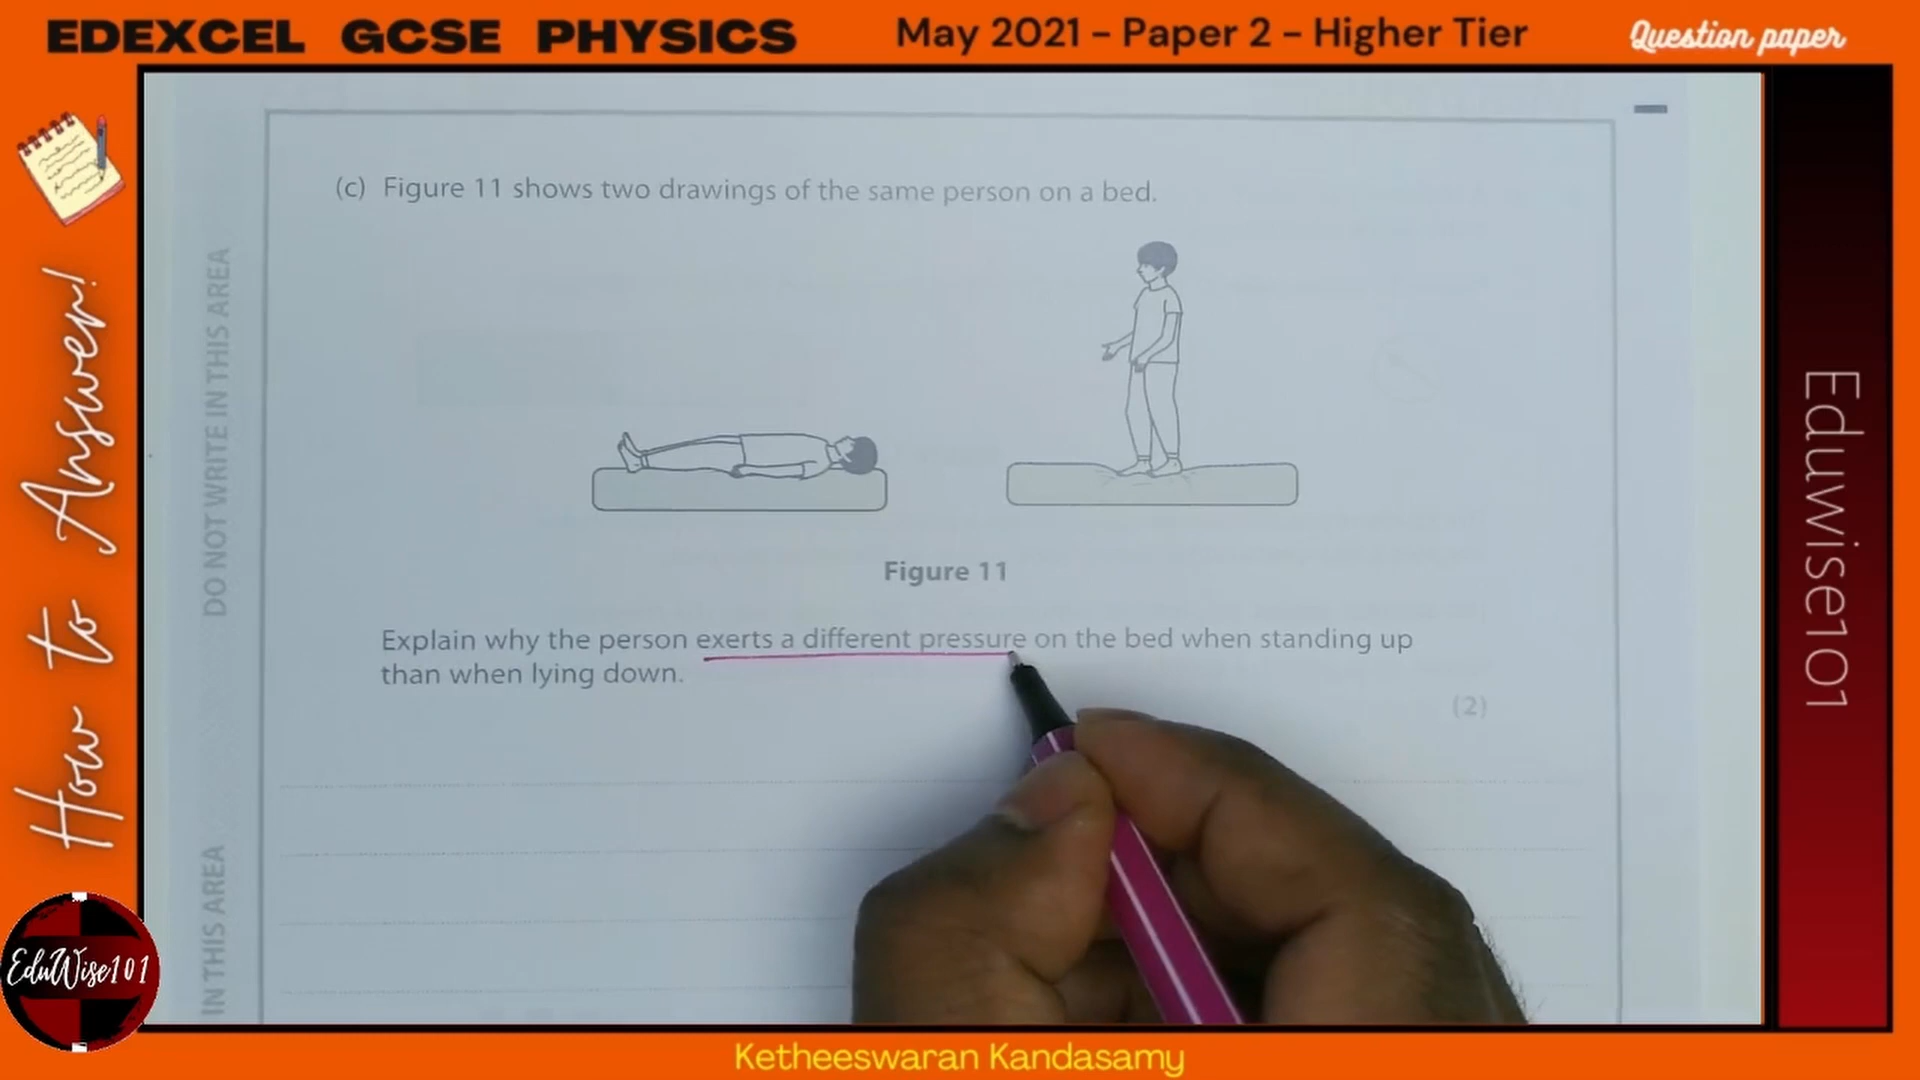 EDEXCEL GCSE PHYSICS
May 2021 – Paper 2 – Higher Tier
Question paper
How to Answer!
DO NOT WRITE IN THIS AREA
IN THIS AREA
(c) Figure 11 shows two drawings of the same person on a bed.
Figure 11
Explain why the person exerts a different pressure on the bed when standing up
than when lying down.
(2)
Eduwise101
EduWise101
Ketheeswaran Kandasamy